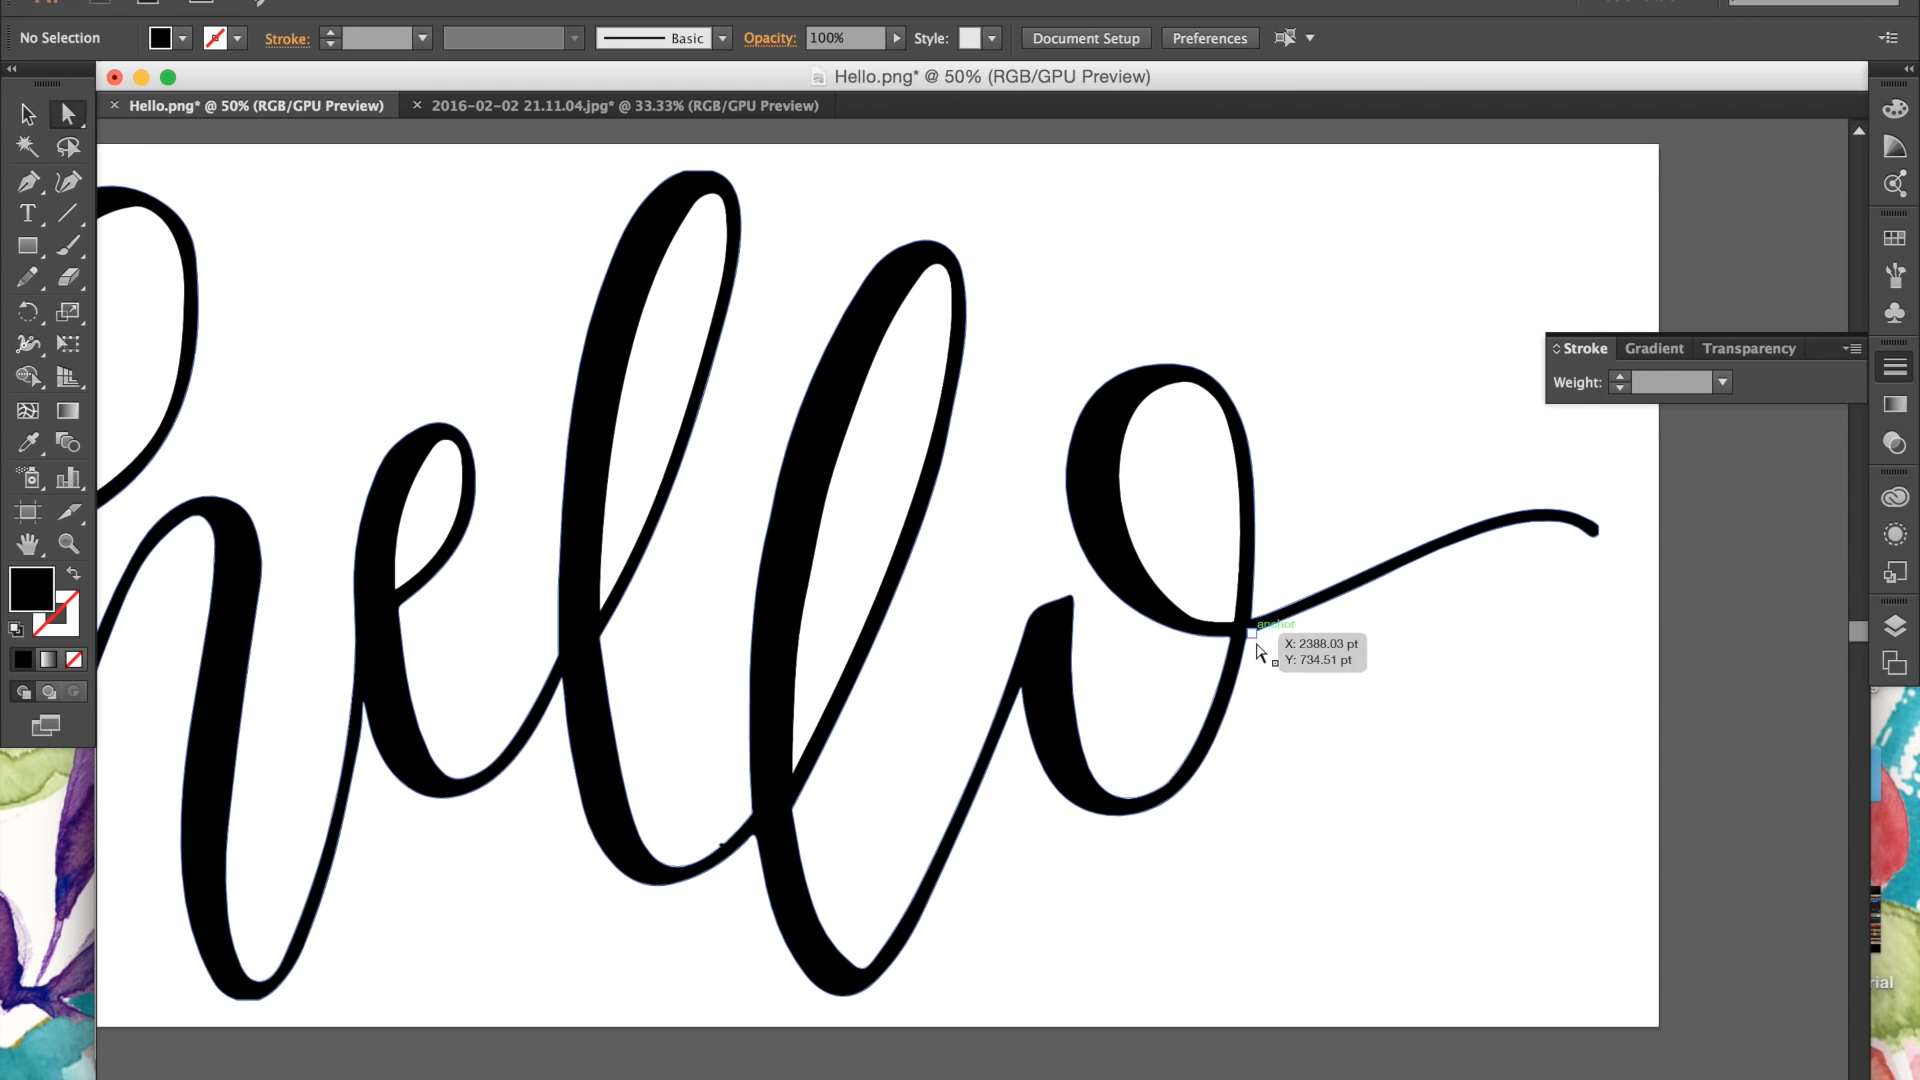 No Selection
Stroke:
Basic
Opacity:
100%
Style:
Document Setup
Preferences
Hello.png* @ 50% (RGB/GPU Preview)
Hello.png* @ 50% (RGB/GPU Preview)
2016-02-02 21.11.04.jpg* @ 33.33% (RGB/GPU Preview)
hello
Stroke
Gradient
Transparency
Weight:
anchor
X: 2388.03 pt
Y: 734.51 pt